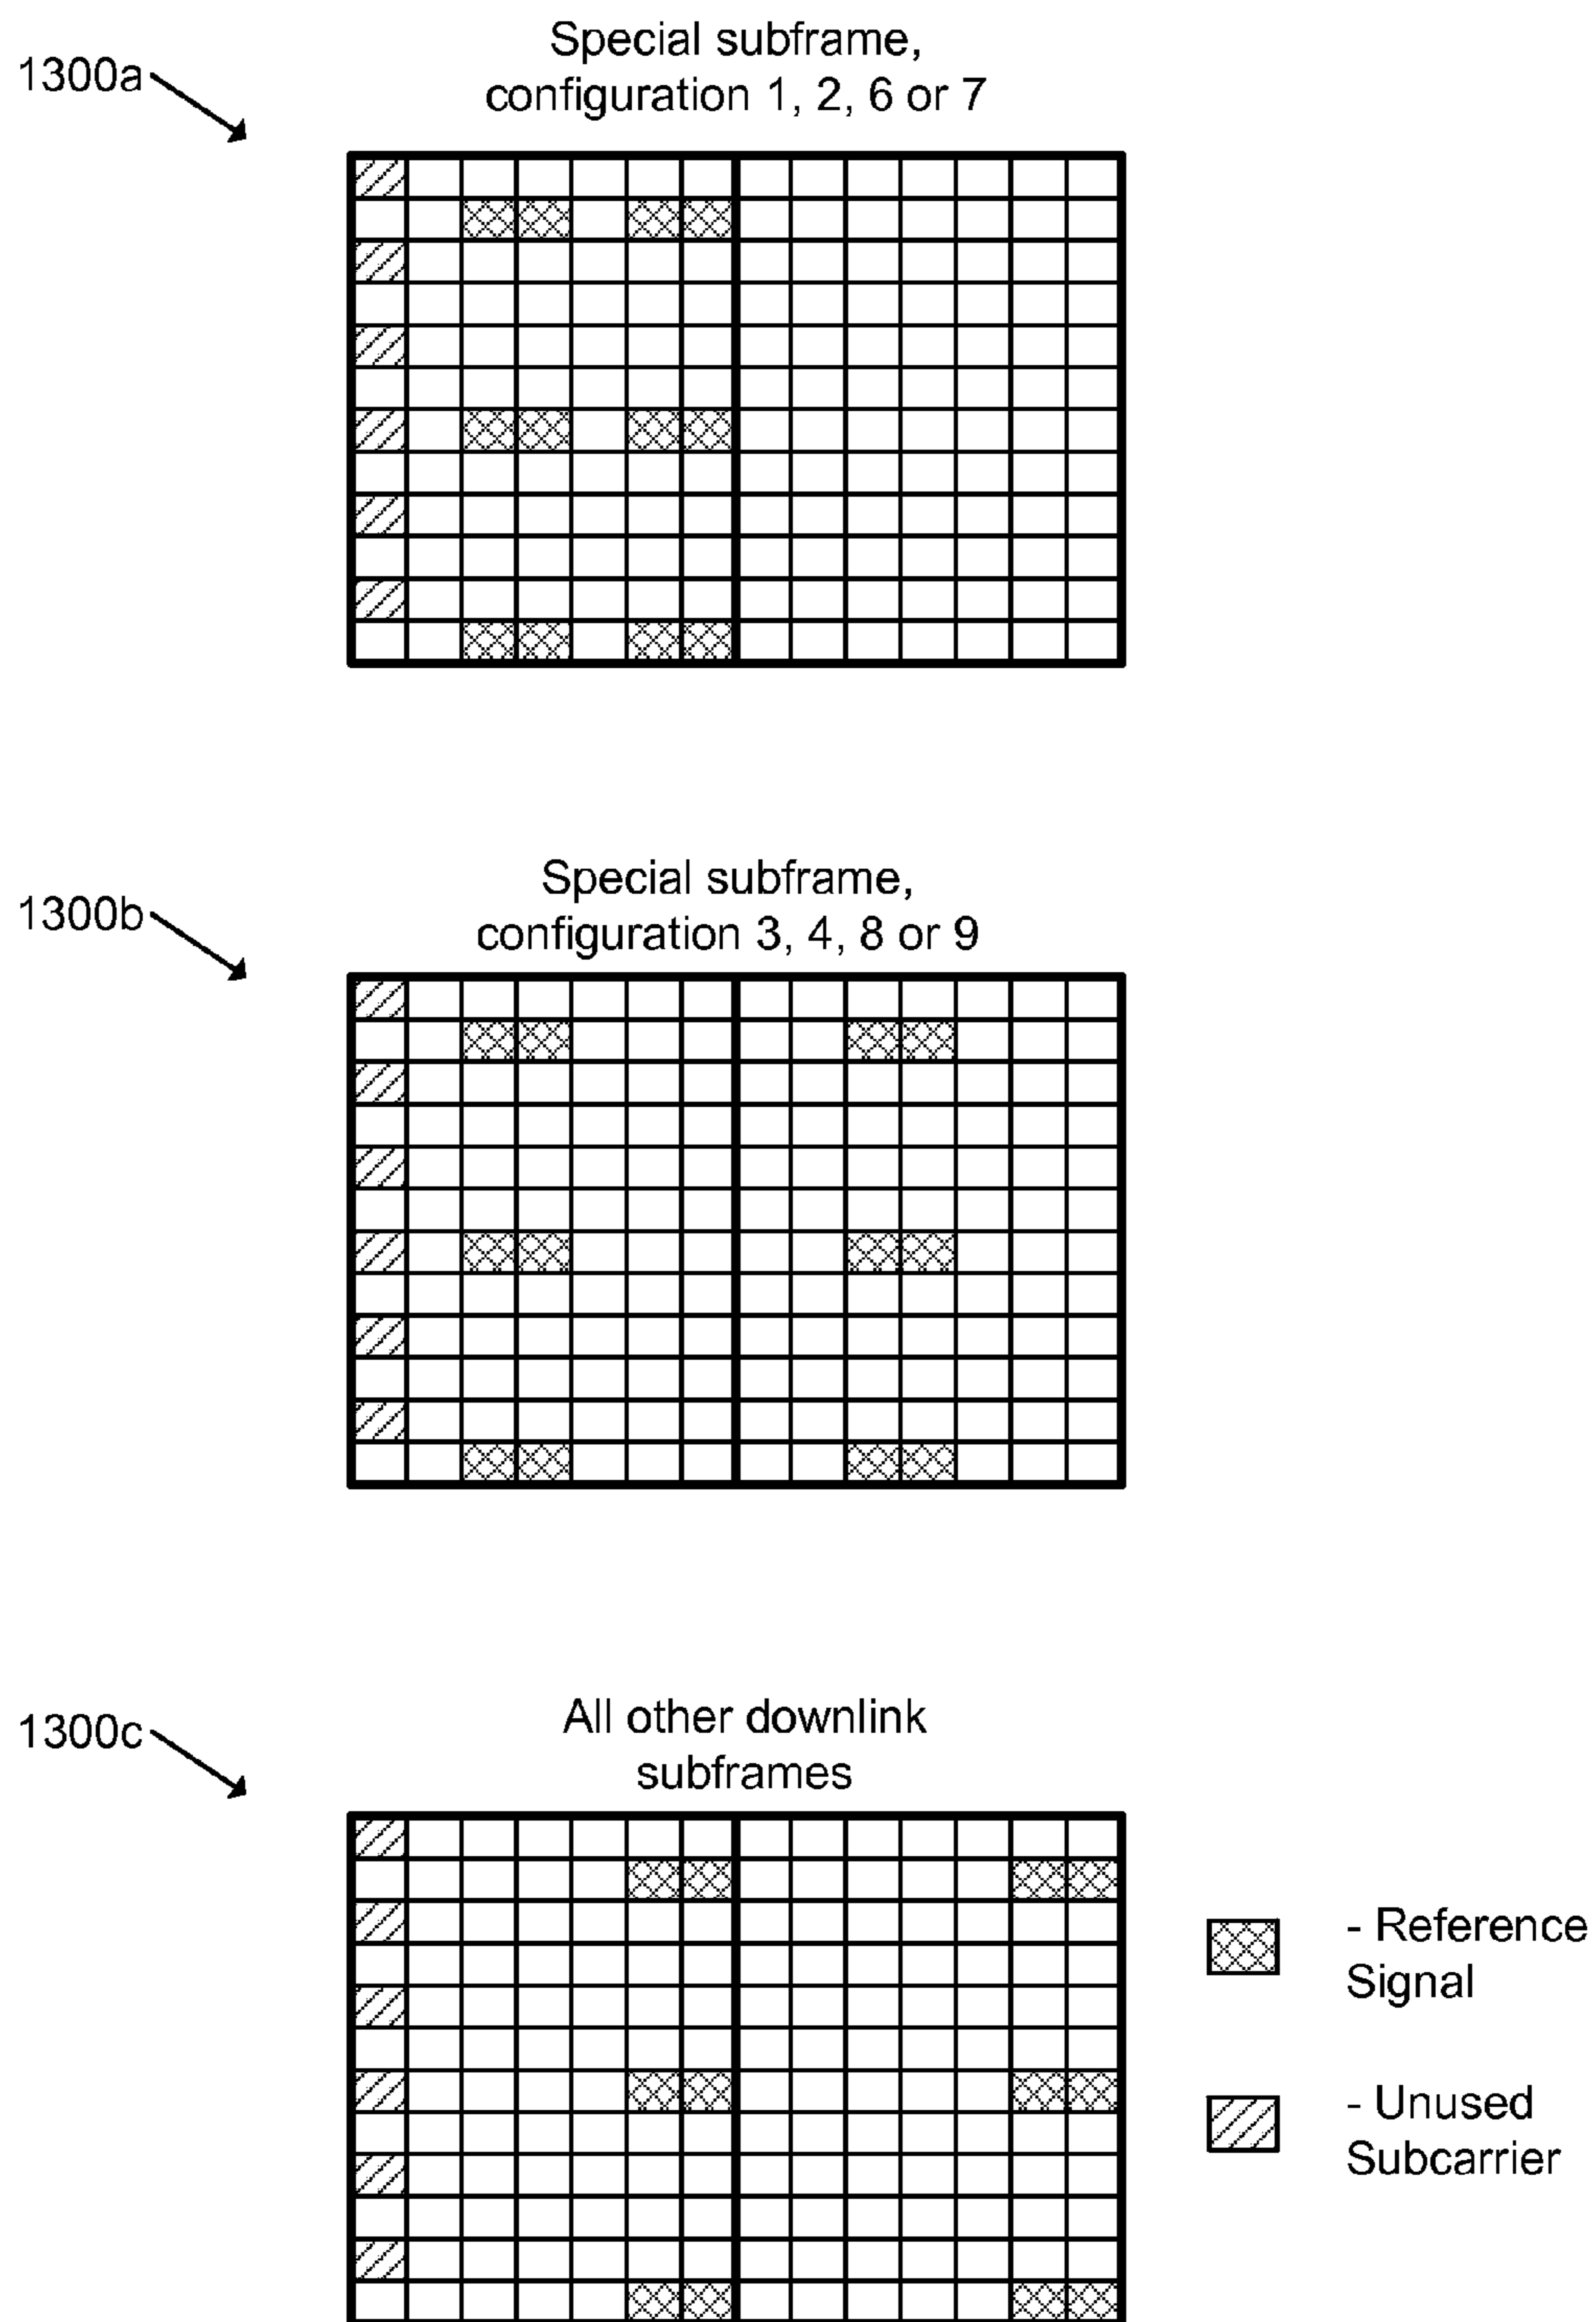 Special subframe,
configuration 1, 2, 6 or 7
1300a
Special subframe,
configuration 3, 4, 8 or 9
1300b
All other downlink
subframes
1300c
- Reference
Signal
- Unused
Subcarrier